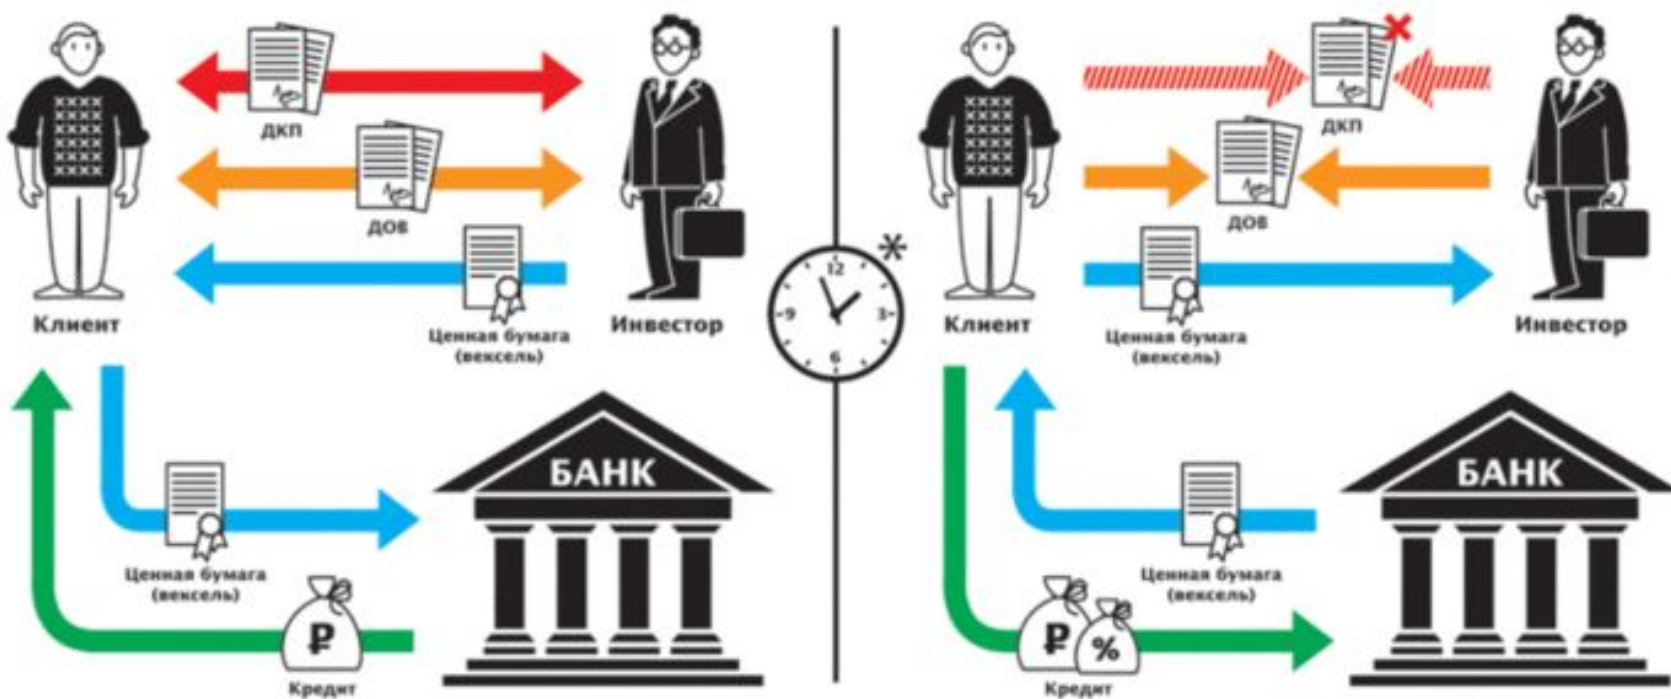 ДКП
ДОВ
Ценная бумага
(вексель)
Клиент
Инвестор
Ценная бумага
(вексель)
БАНК
₽
Кредит
12
3
6
9
*
ДКП
ДОВ
Ценная бумага
(вексель)
Клиент
Инвестор
Ценная бумага
(вексель)
БАНК
₽
%
Кредит